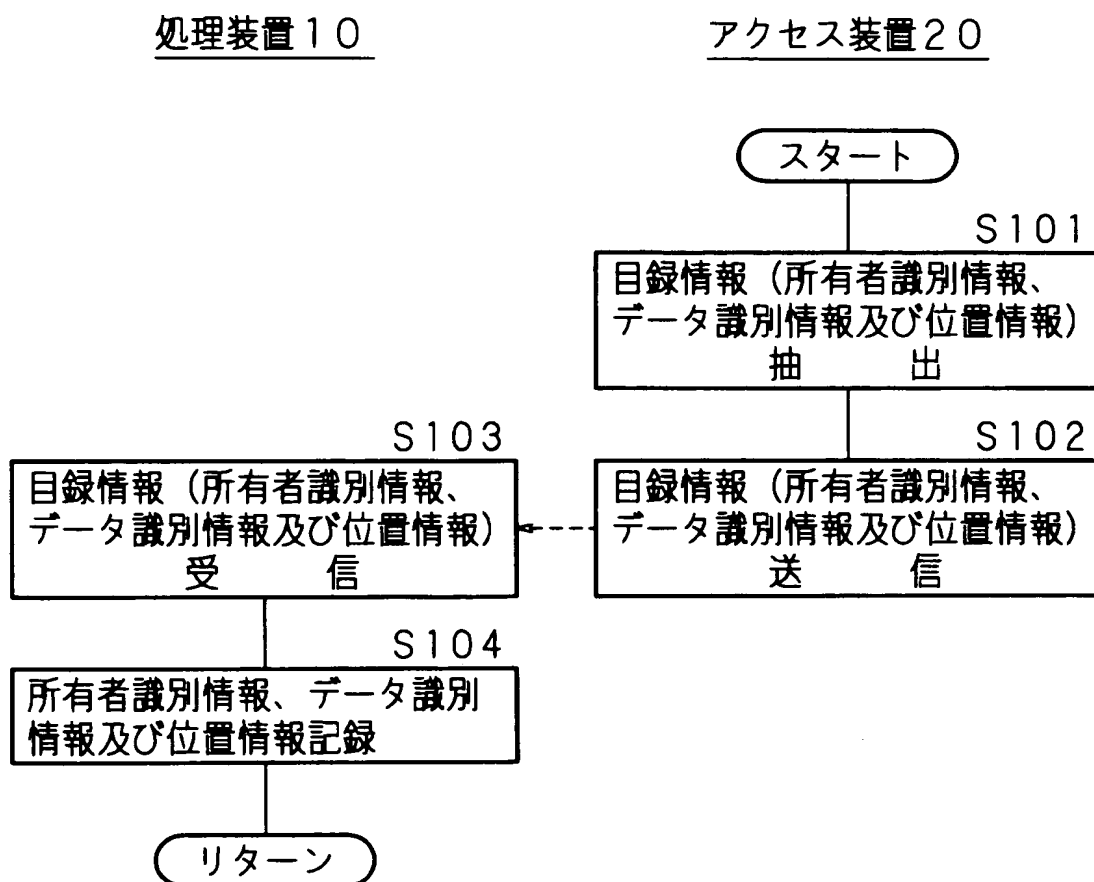 処理装置10
アクセス装置20
スタート
S101
目録情報（所有者識別情報、
データ識別情報及び位置情報）
抽　　出
S102
目録情報（所有者識別情報、
データ識別情報及び位置情報）
送　　信
S103
目録情報（所有者識別情報、
データ識別情報及び位置情報）
受　　信
S104
所有者識別情報、データ識別
情報及び位置情報記録
リターン